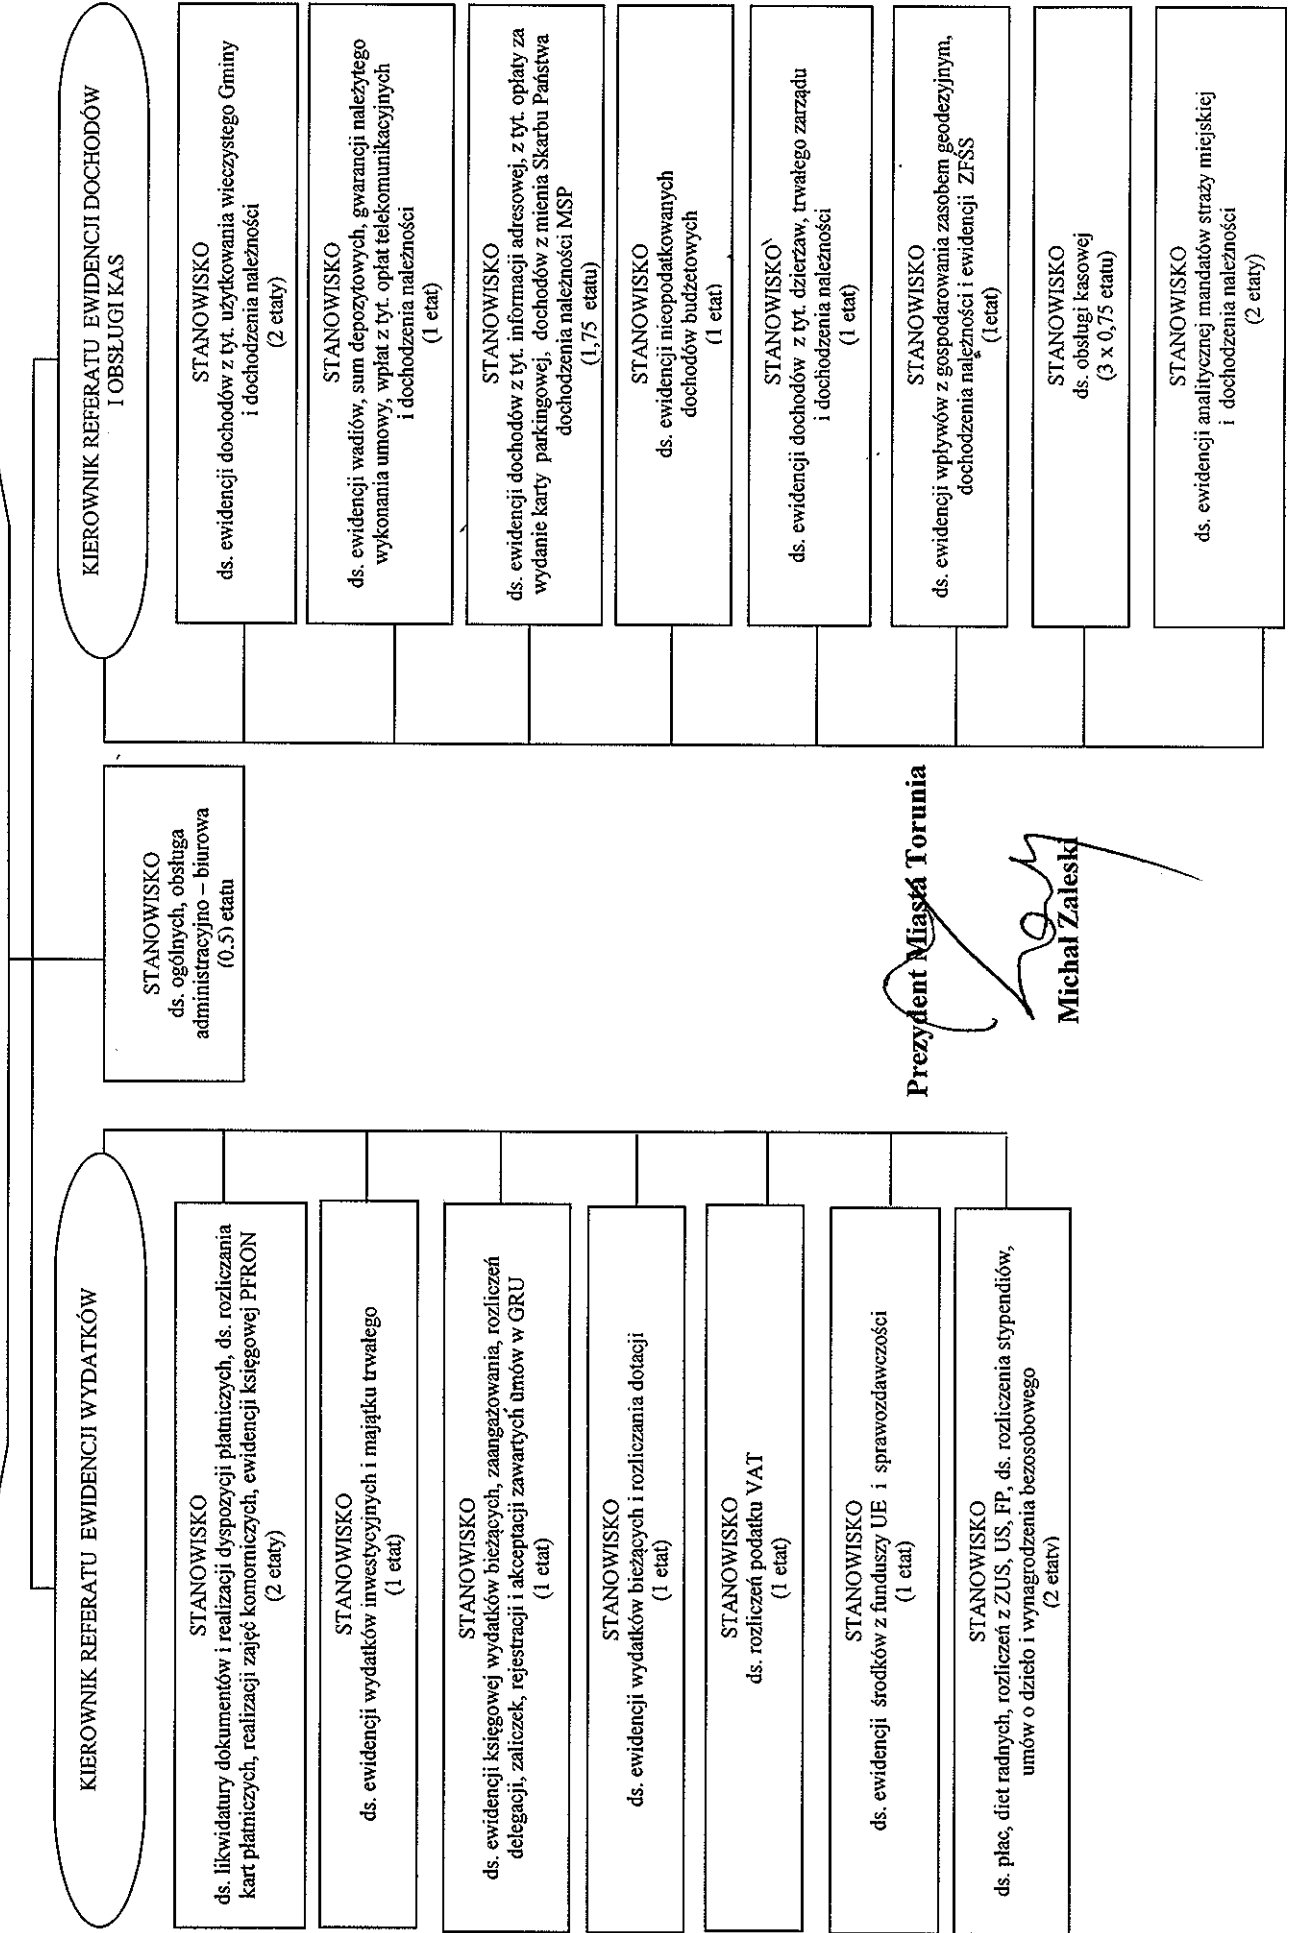 KIEROWNIK REFERATU EWIDENCJI WYDATKÓW
STANOWISKO
ds. likwidatury dokumentów i realizacji dyspozycji płatniczych, ds. rozliczania
kart płatniczych, realizacji zajęć komorniczych, ewidencji księgowej PFRON
(2 etaty)
STANOWISKO
ds. ewidencji wydatków inwestycyjnych i majątku trwałego
(1 etat)
STANOWISKO
ds. ewidencji księgowej wydatków bieżących, zaangażowania, rozliczeń
delegacji, zaliczek, rejestracji i akceptacji zawartych umów w GRU
(1 etat)
STANOWISKO
ds. ewidencji wydatków bieżących i rozliczania dotacji
(1 etat)
STANOWISKO
ds. rozliczeń podatku VAT
(1 etat)
STANOWISKO
ds. ewidencji środków z funduszy UE i sprawozdawczości
(1 etat)
STANOWISKO
ds. płac, diet radnych, rozliczeń z ZUS, US, FP, ds. rozliczenia stypendiów,
umów o dzieło i wynagrodzenia bezosobowego
(2 etaty)
STANOWISKO
ds. ogólnych, obsługa
administracyjno – biurowa
(0.5) etatu
Prezydent Miasta Torunia
Michał Zaleski
KIEROWNIK REFERATU EWIDENCJI DOCHODÓW
I OBSŁUGI KAS
STANOWISKO
ds. ewidencji dochodów z tyt. użytkowania wieczystego Gminy
i dochodzenia należności
(2 etaty)
STANOWISKO
ds. ewidencji wadiów, sum depozytowych, gwarancji należytego
wykonania umowy, wpłat z tyt. opłat telekomunikacyjnych
i dochodzenia należności
(1 etat)
STANOWISKO
ds. ewidencji dochodów z tyt. informacji adresowej, z tyt. opłaty za
wydanie karty parkingowej, dochodów z mienia Skarbu Państwa
dochodzenia należności MSP
(1,75 etatu)
STANOWISKO
ds. ewidencji nieopodatkowanych
dochodów budżetowych
(1 etat)
STANOWISKO
ds. ewidencji dochodów z tyt. dzierżaw, trwałego zarządu
i dochodzenia należności
(1 etat)
STANOWISKO
ds. ewidencji wpływów z gospodarowania zasobem geodezyjnym,
dochodzenia należności i ewidencji ZFŚS
(1etat)
STANOWISKO
ds. obsługi kasowej
(3 x 0,75 etatu)
STANOWISKO
ds. ewidencji analitycznej mandatów straży miejskiej
i dochodzenia należności
(2 etaty)